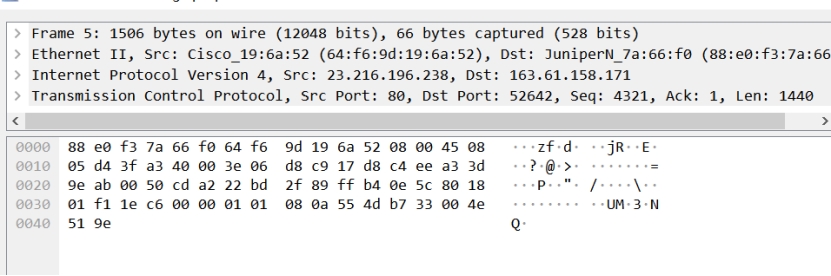 > Frame 5: 1506 bytes on wire (12048 bits), 66 bytes captured (528 bits)
> Ethernet II, Src: Cisco_19:6a:52 (64:f6:9d:19:6a:52), Dst: JuniperN_7a:66:f0 (88:e0:f3:7a:66
> Internet Protocol Version 4, Src: 23.216.196.238, Dst: 163.61.158.171
> Transmission Control Protocol, Src Port: 80, Dst Port: 52642, Seq: 4321, Ack: 1, Len: 1440
0000 88 e0 f3 7a 66 f0 64 f6 9d 19 6a 52 08 00 45 08 ···zf·d· ··jR··E·
0010 05 d4 3f a3 40 00 3e 06 d8 c9 17 d8 c4 ee a3 3d ··?·@·>· ·······=
0020 9e ab 00 50 cd a2 22 bd 2f 89 ff b4 0e 5c 80 18 ···P··"· /····\··
0030 01 f1 1e c6 00 00 01 01 08 0a 55 4d b7 33 00 4e ········ ··UM·3·N
0040 51 9e Q·